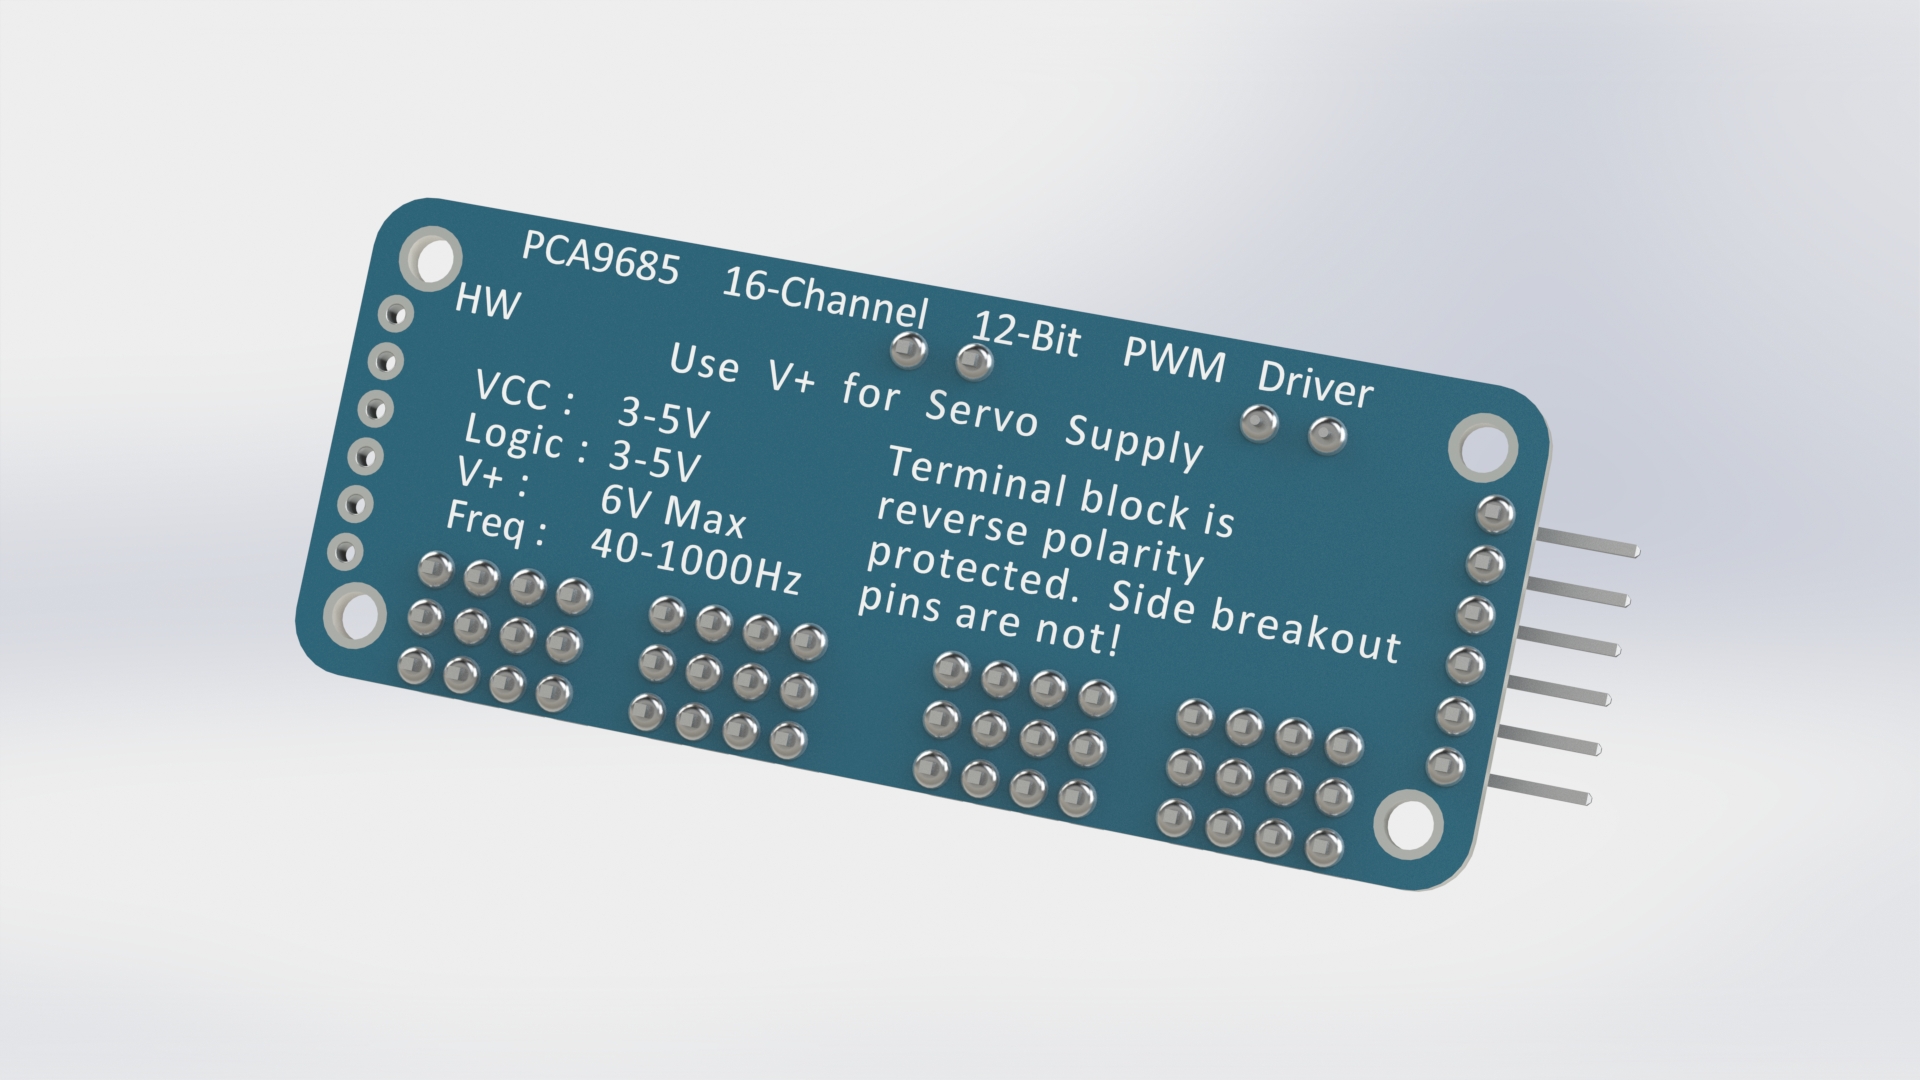 PCA9685 16-Channel 12-Bit PWM Driver
HW
Use V+ for Servo Supply
VCC : 3-5V
Logic : 3-5V
V+ : 6V Max
Freq : 40-1000Hz
Terminal block is
reverse polarity
protected. Side breakout
pins are not!